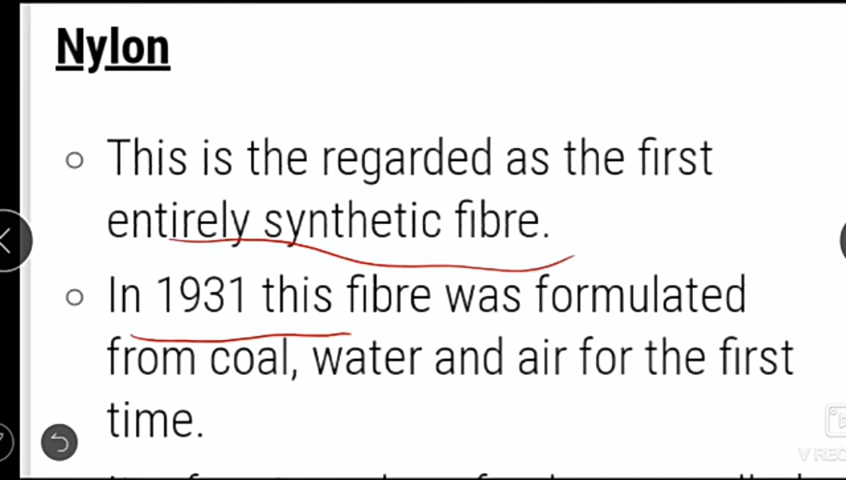 Nylon
This is the regarded as the first
entirely synthetic fibre.
In 1931 this fibre was formulated
from coal, water and air for the first
time.
V REC